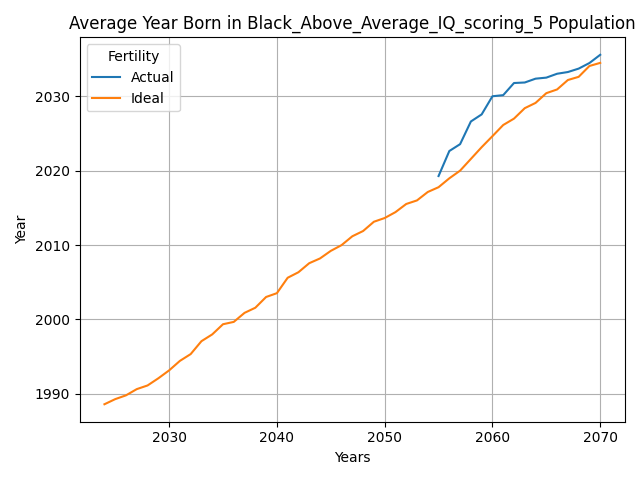 Average Year Born in Black_Above_Average_IQ_scoring_5 Population
Fertility
Actual
Ideal
Year
2030
2020
2010
2000
1990
2030 2040 2050 2060 2070
Years